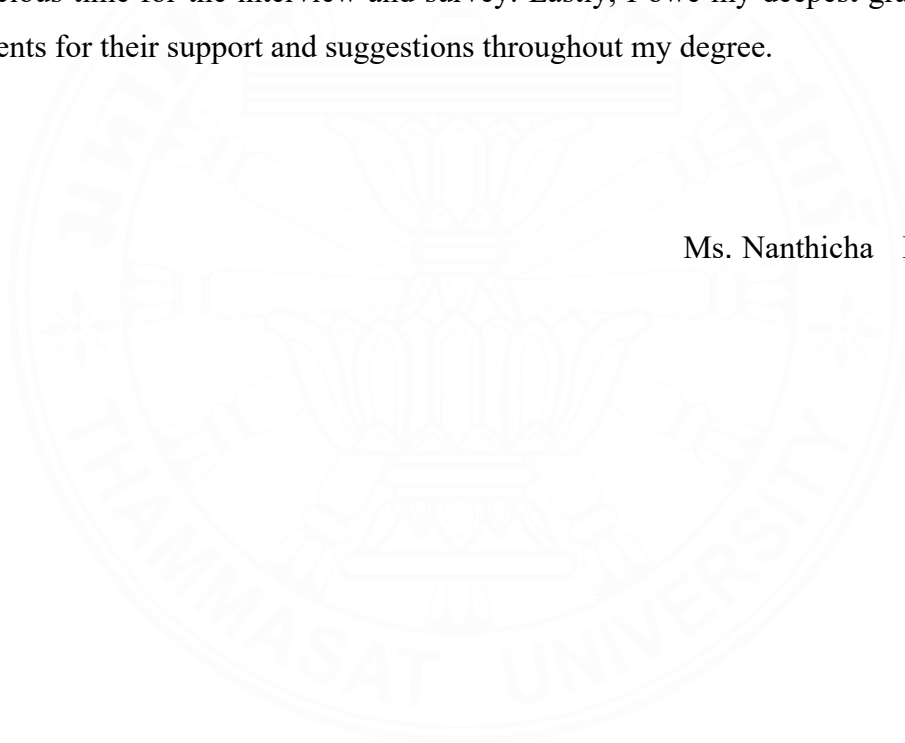 time for the interview and survey. Lastly, I owe my deepest
for their support and suggestions throughout my degree.
Ms. Nanthicha
THAMMASAT UNIVERSITY